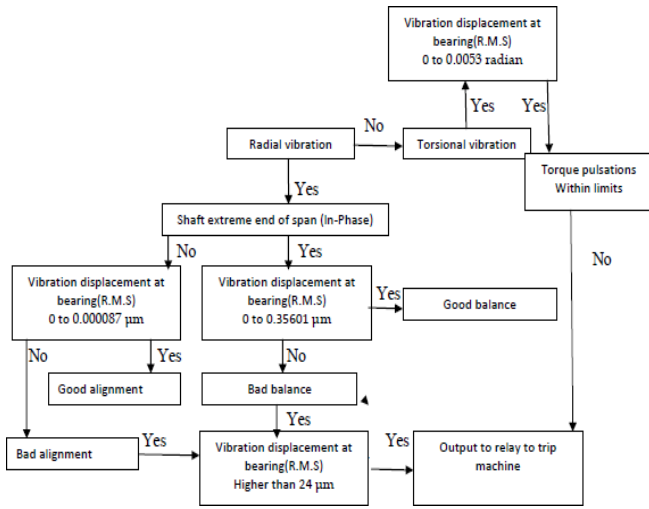 Vibration displacement at
bearing(R.M.S)
0 to 0.0053 radian
Yes
Yes
No
Radial vibration
Torsional vibration
Torque pulsations
Within limits
Yes
Shaft extreme end of span (In-Phase)
No
Yes
No
Vibration displacement at
bearing(R.M.S)
0 to 0.000087 µm
Vibration displacement at
bearing(R.M.S)
0 to 0.35601 µm
Yes
Good balance
No
Yes
No
Good alignment
Bad balance
Yes
Bad alignment
Yes
Vibration displacement at
bearing(R.M.S)
Higher than 24 µm
Yes
Output to relay to trip
machine